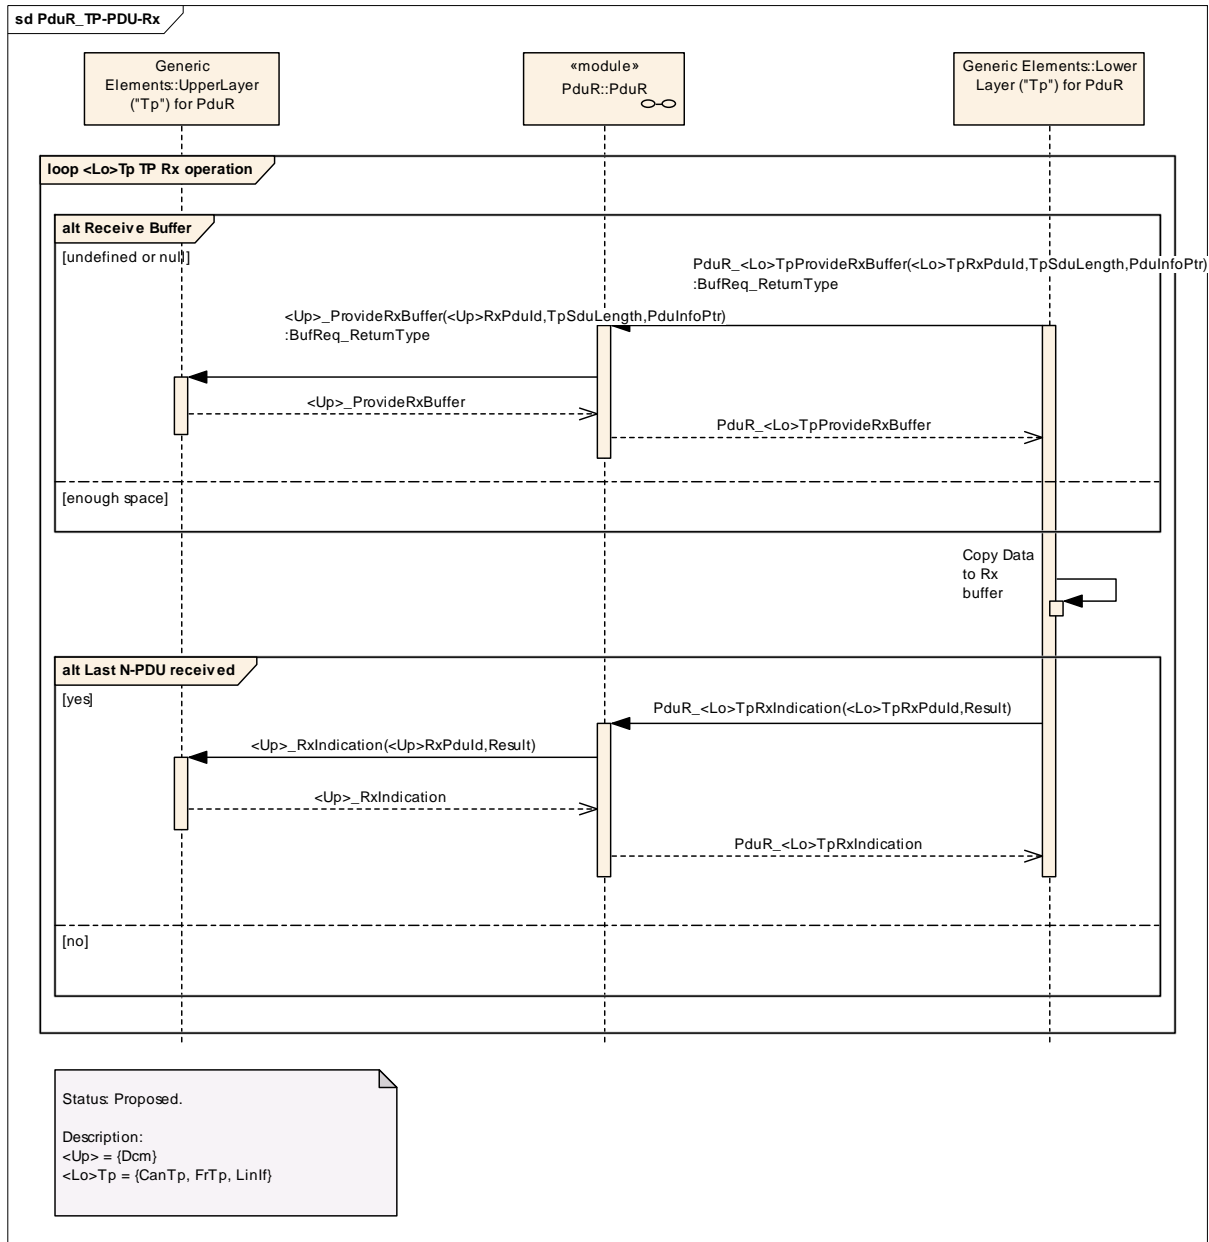 sd PduR_TP-PDU-Rx
Generic
Elements::UpperLayer
("Tp") for PduR
«module»
PduR::PduR
Generic Elements::Lower
Layer ("Tp") for PduR
loop <Lo>Tp TP Rx operation
alt Receive Buffer
[undefined or null]
PduR_<Lo>TpProvideRxBuffer(<Lo>TpRxPduId,TpSduLength,PduInfoPtr)
:BufReq_ReturnType
<Up>_ProvideRxBuffer(<Up>RxPduId,TpSduLength,PduInfoPtr)
:BufReq_ReturnType
<Up>_ProvideRxBuffer
PduR_<Lo>TpProvideRxBuffer
[enough space]
Copy Data
to Rx
buffer
alt Last N-PDU received
[yes]
PduR_<Lo>TpRxIndication(<Lo>TpRxPduId,Result)
<Up>_RxIndication(<Up>RxPduId,Result)
<Up>_RxIndication
PduR_<Lo>TpRxIndication
[no]
Status: Proposed.
Description:
<Up> = {Dcm}
<Lo>Tp = {CanTp, FrTp, LinIf}